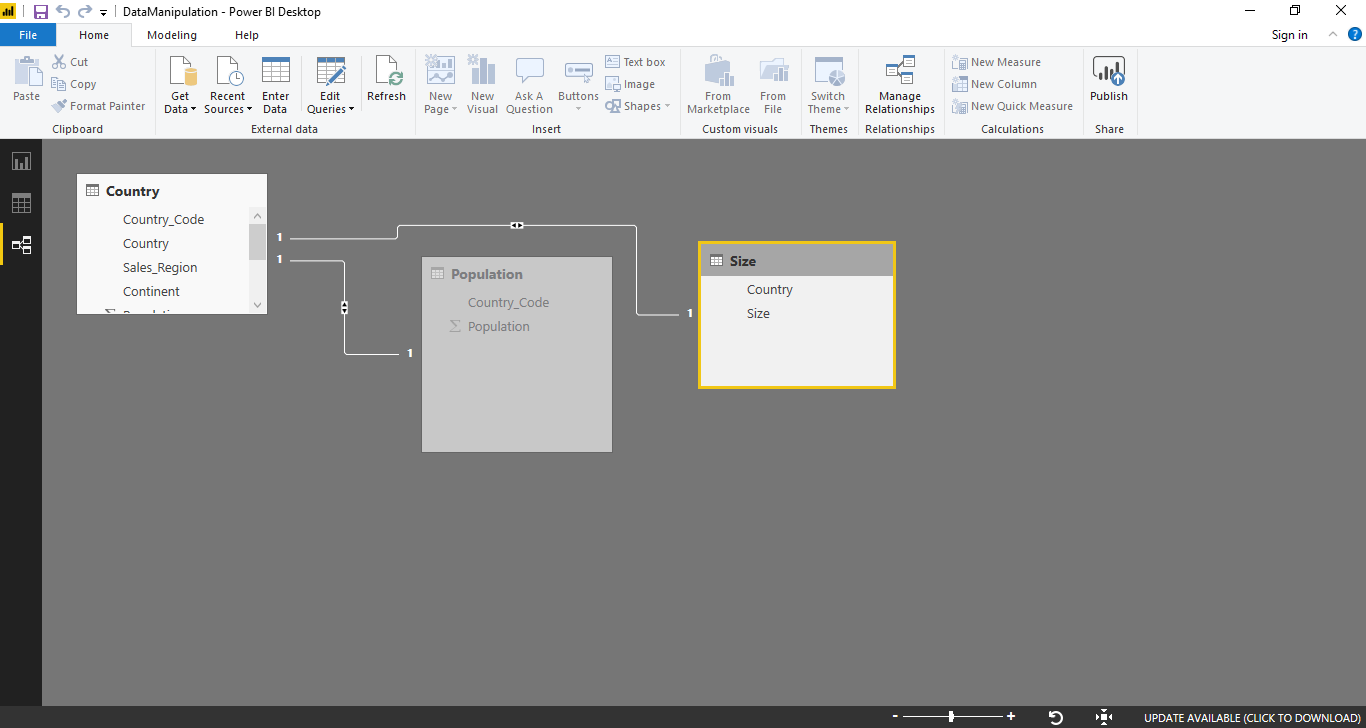 DataManipulation - Power BI Desktop
File Home Modeling Help Sign in ?
Paste
Cut
Copy
Format Painter
Clipboard
Get Data
Recent Sources
Enter Data
Edit Queries
Refresh
External data
New Page
New Visual
Ask A Question
Buttons
Text box
Image
Shapes
Insert
From Marketplace
From File
Custom visuals
Switch Theme
Themes
Manage Relationships
Relationships
New Measure
New Column
New Quick Measure
Calculations
Publish
Share
Country
Country_Code
Country
Sales_Region
Continent
1
1
Population
Country_Code
Σ Population
1
Size
Country
Size
1
- +
UPDATE AVAILABLE (CLICK TO DOWNLOAD)